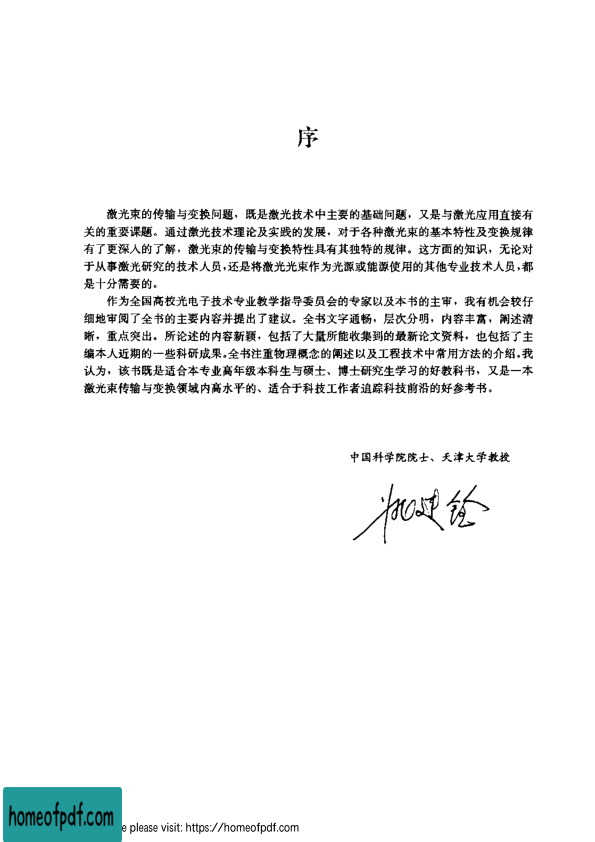 序
激光束的传输与变换问题，既是激光技术中主要的基础问题，又是与激光应用直接有
关的重要课题。通过激光技术理论及实践的发展，对于各种激光束的基本特性及变换规律
有了更深入的了解，激光束的传输与变换特性具有其独特的规律。这方面的知识，无论对
于从事激光研究的技术人员，还是将激光光束作为光源或能源使用的其他专业技术人员，都
是十分需要的。
作为全国高校光电子技术专业教学指导委员会的专家以及本书的主审，我有机会较仔
细地审阅了全书的主要内容并提出了建议。全书文字通畅，层次分明，内容丰富，阐述清
晰，重点突出。所论述的内容新颖，包括了大量所能收集到的最新论文资料，也包括了主
编本人近期的一些科研成果。全书注重物理概念的阐述以及工程技术中常用方法的介绍。我
认为，该书既是适合本专业高年级本科生与硕士、博士研究生学习的好教科书，又是一本
激光束传输与变换领域内高水平的、适合于科技工作者追踪科技前沿的好参考书。
中国科学院院士、天津大学教授
姚建铨
homeofpdf.com
e please visit: https://homeofpdf.com